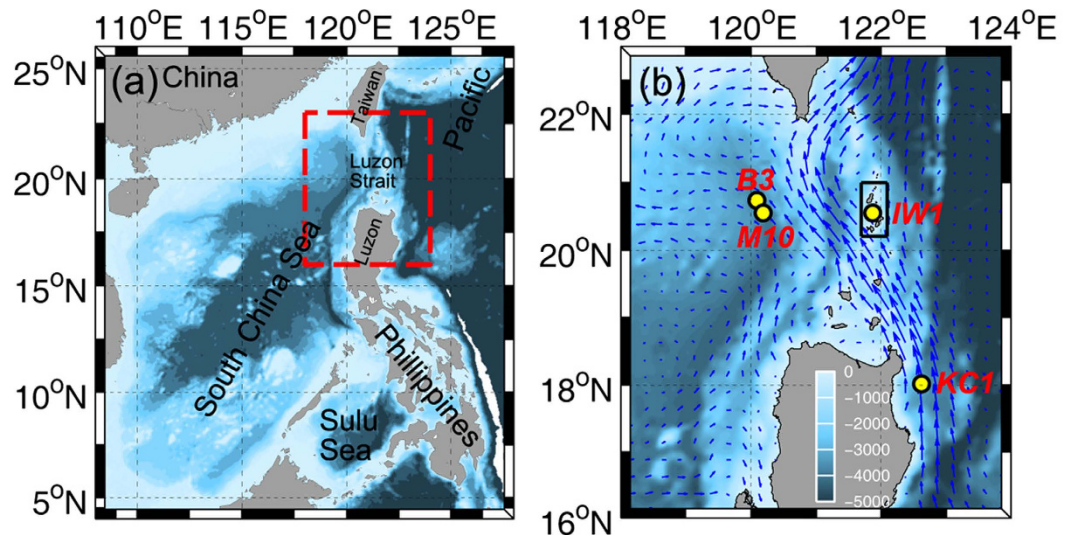 110°E 115°E 120°E 125°E
25°N
20°N
15°N
10°N
5°N
(a)
China
Taiwan
Pacific
Luzon
Strait
Luzon
South China Sea
Phillippines
Sulu
Sea
118°E 120°E 122°E 124°E
22°N
20°N
18°N
16°N
(b)
B3
M10
IW1
KC1
0
−1000
−2000
−3000
−4000
−5000